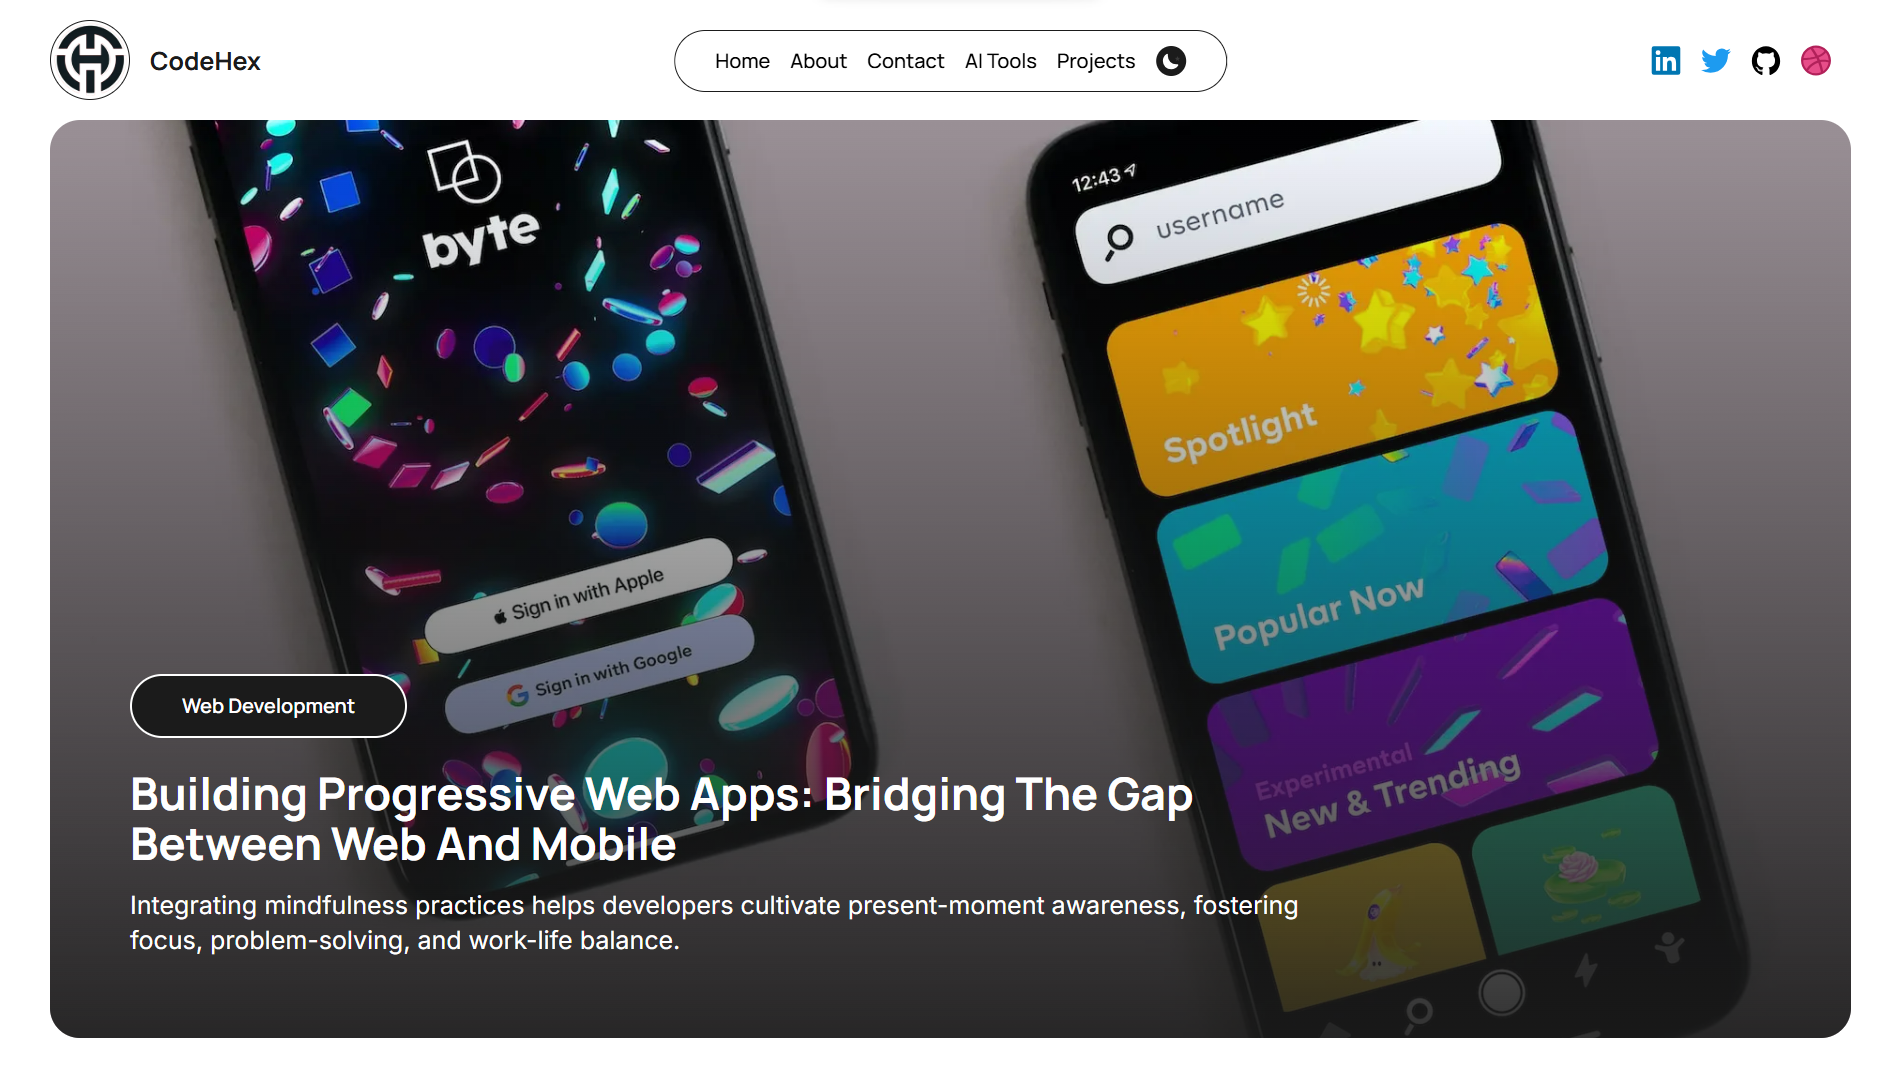 CodeHex
Home About Contact AI Tools Projects
byte
Sign in with Apple
Sign in with Google
12:43
username
Spotlight
Popular Now
Experimental
New & Trending
Web Development
Building Progressive Web Apps: Bridging The Gap
Between Web And Mobile
Integrating mindfulness practices helps developers cultivate present-moment awareness, fostering
focus, problem-solving, and work-life balance.